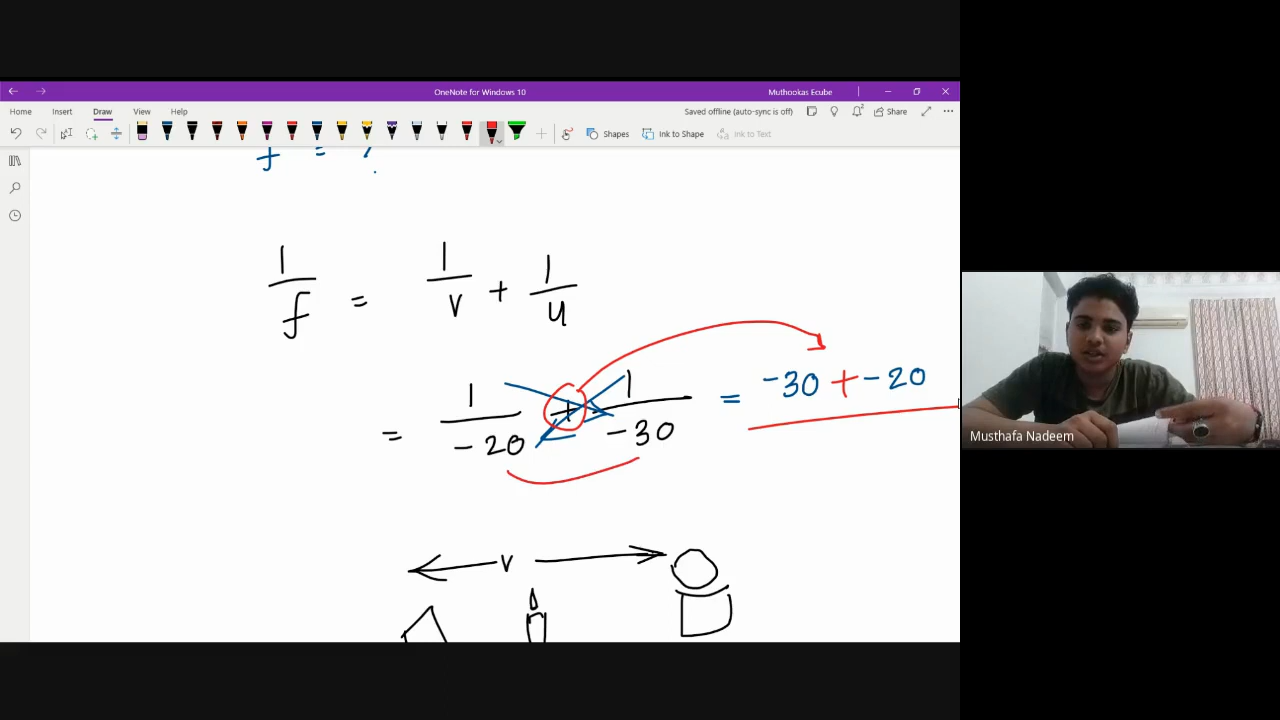 OneNote for Windows 10
Muthookas Ecube
Home Insert Draw View Help
Saved offline (auto-sync is off)
Share
Shapes Ink to Shape Ink to Text
f = ?
1/f = 1/v + 1/u
= 1/-20 + 1/-30 = -30 + -20
Musthafa Nadeem
v